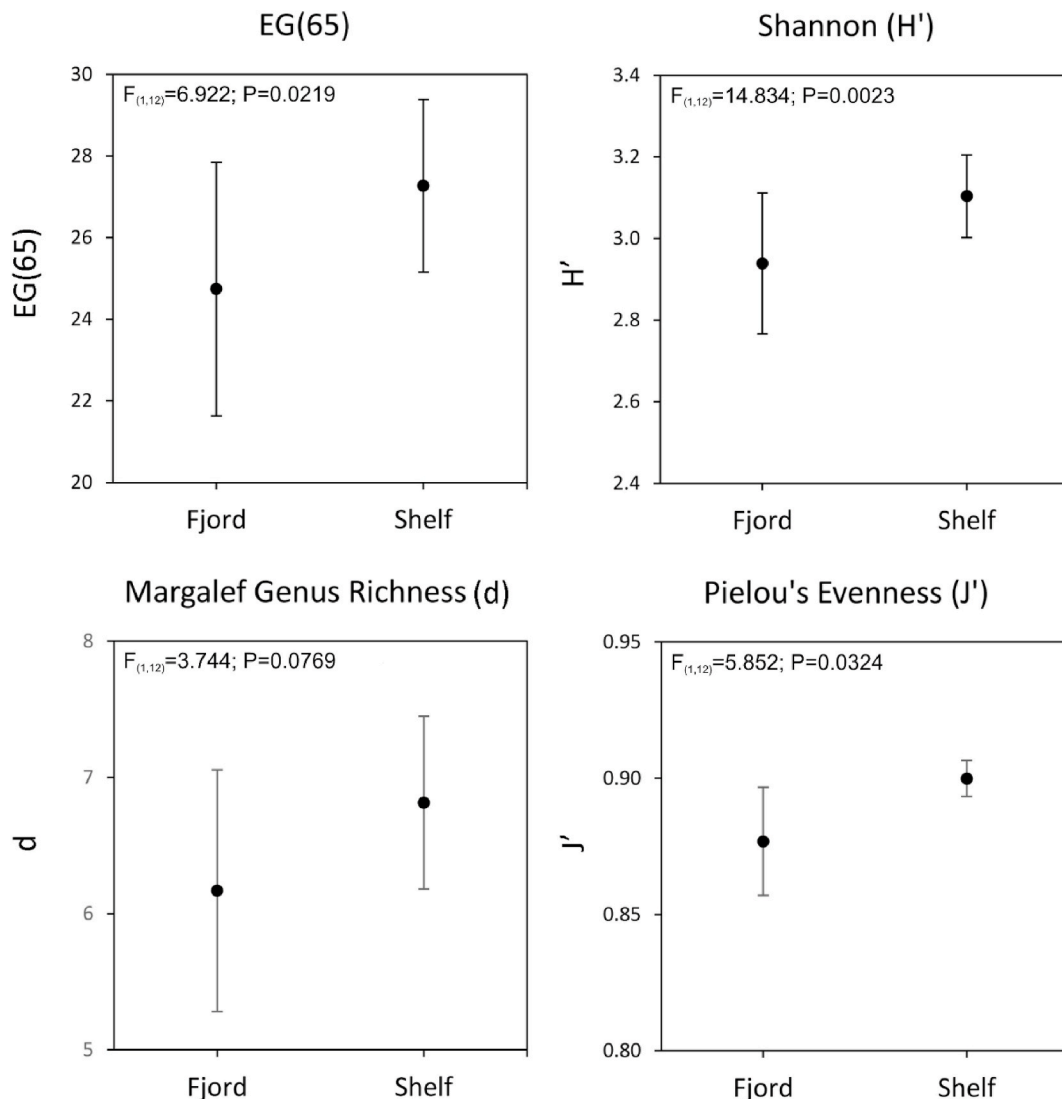 EG(65)
F(1,12)=6.922; P=0.0219
EG(65)
30
28
26
24
22
20
Fjord
Shelf
Shannon (H')
F(1,12)=14.834; P=0.0023
H’
3.4
3.2
3.0
2.8
2.6
2.4
Fjord
Shelf
Margalef Genus Richness (d)
F(1,12)=3.744; P=0.0769
d
8
7
6
5
Fjord
Shelf
Pielou's Evenness (J')
F(1,12)=5.852; P=0.0324
J’
0.95
0.90
0.85
0.80
Fjord
Shelf